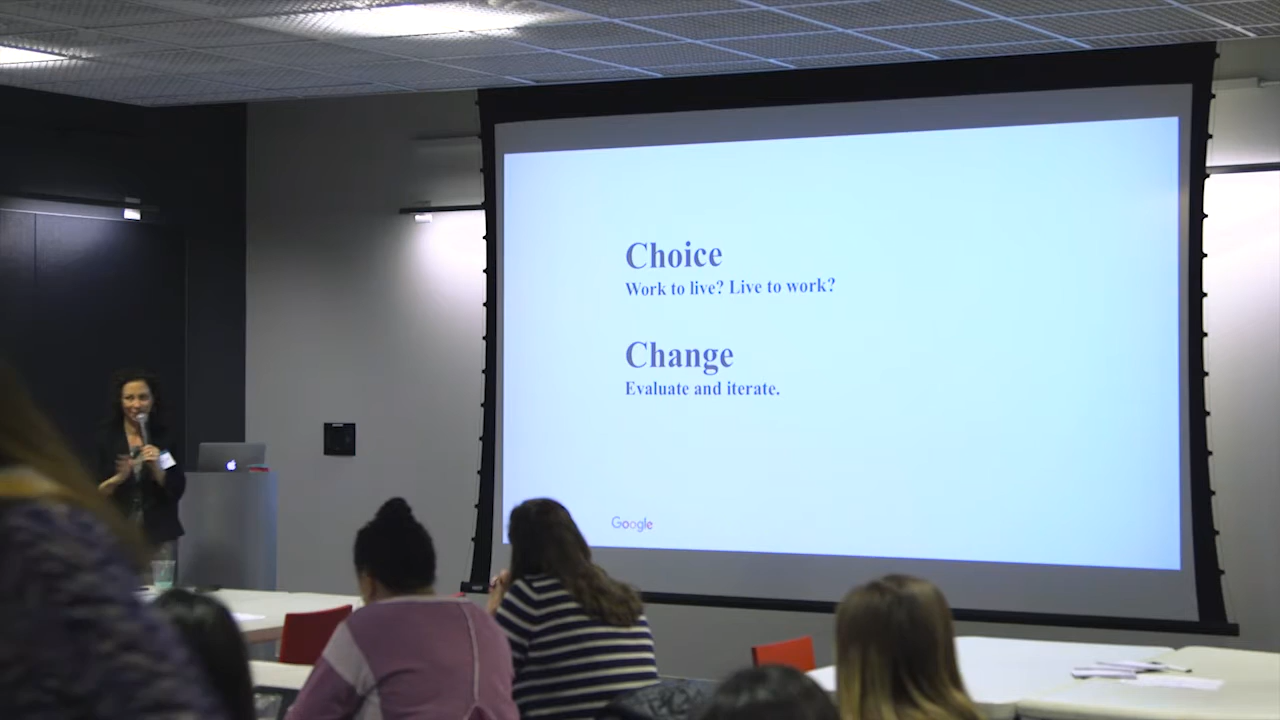 Choice
Work to live? Live to work?
Change
Evaluate and iterate.
Google